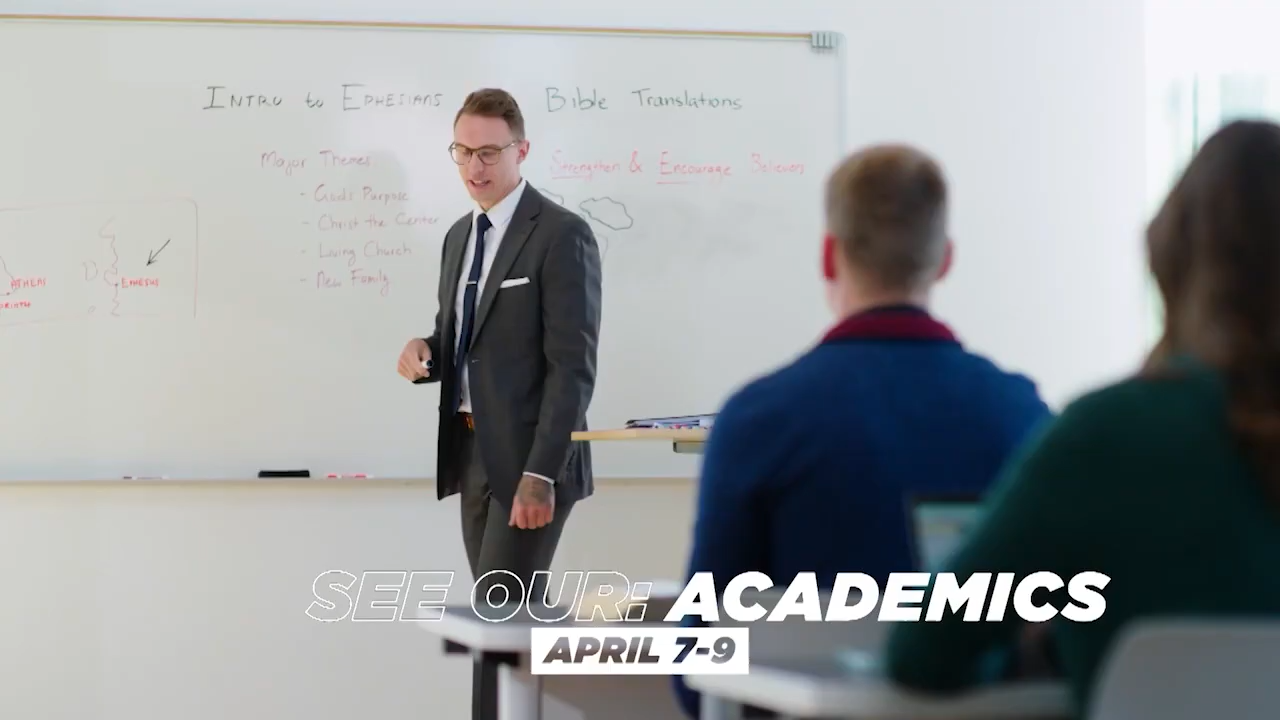 INTRO to EPHESIANS
Bible Translations
Major Themes
- God's Purpose
- Christ the Center
- Living Church
- New Family
Strengthen & Encourage Believers
ATHENS
EPHESUS
SEE OUR: ACADEMICS
APRIL 7-9